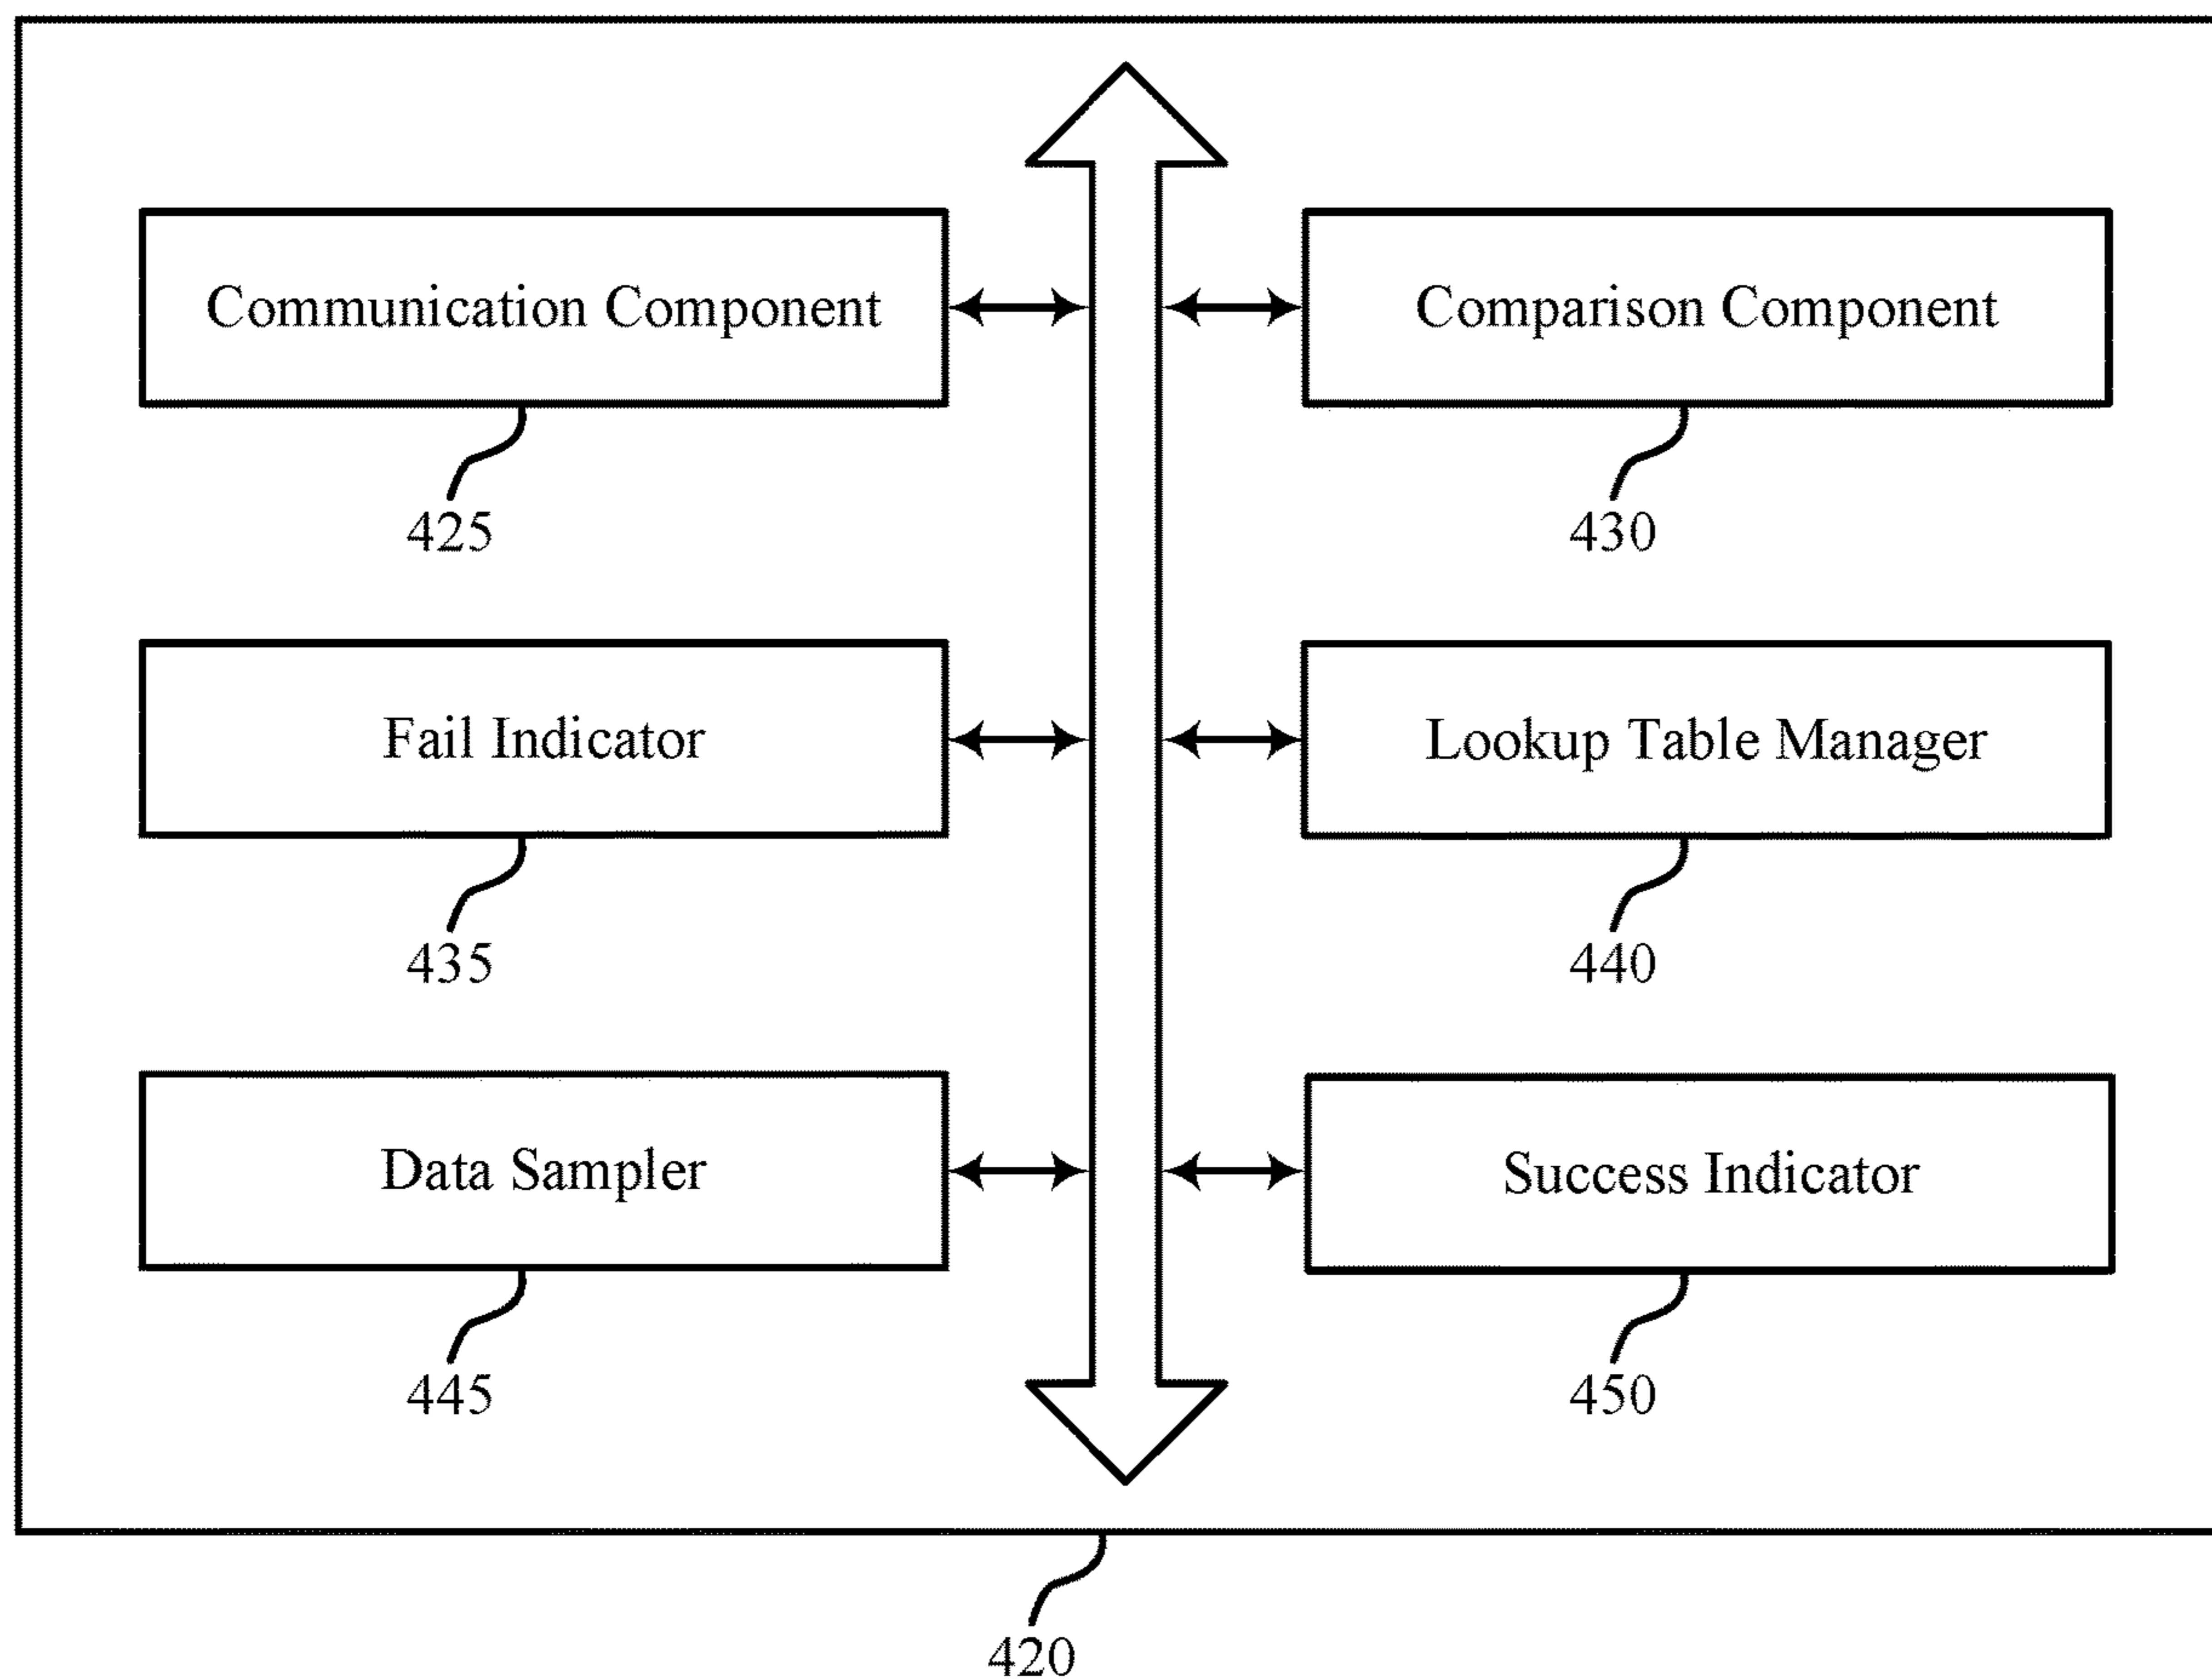 Communication Component
Comparison Component
425
430
Fail Indicator
Lookup Table Manager
435
440
Data Sampler
Success Indicator
445
450
420